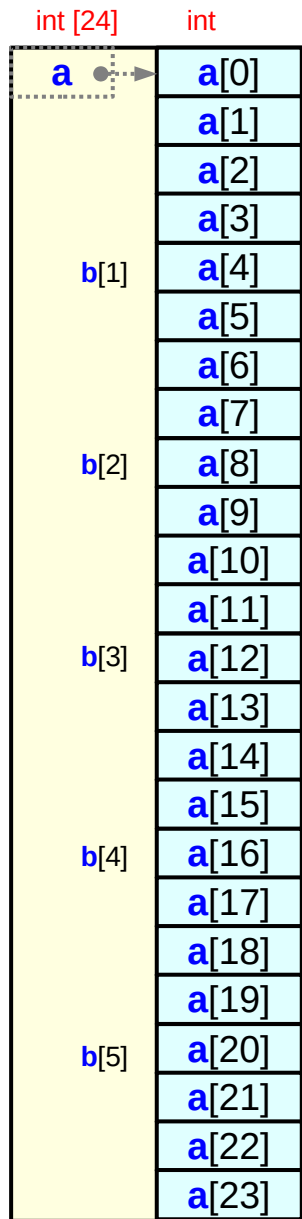 int [24] int
a a[0]
a[1]
a[2]
a[3]
b[1] a[4]
a[5]
a[6]
a[7]
b[2] a[8]
a[9]
a[10]
a[11]
b[3] a[12]
a[13]
a[14]
a[15]
b[4] a[16]
a[17]
a[18]
a[19]
b[5] a[20]
a[21]
a[22]
a[23]